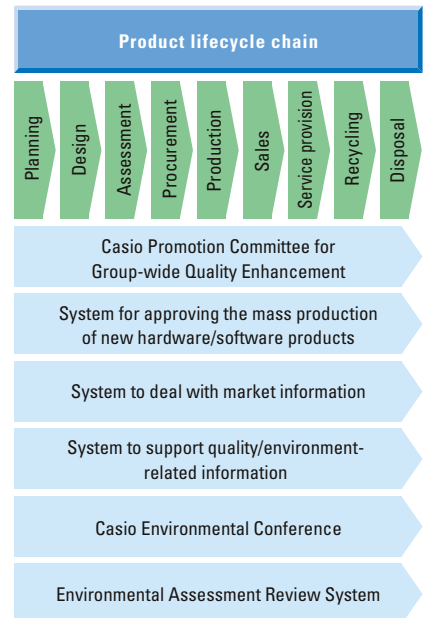 Product lifecycle chain
Planning
Design
Assessment
Procurement
Production
Sales
Service provision
Recycling
Disposal
Casio Promotion Committee for
Group-wide Quality Enhancement
System for approving the mass production
of new hardware/software products
System to deal with market information
System to support quality/environment-
related information
Casio Environmental Conference
Environmental Assessment Review System